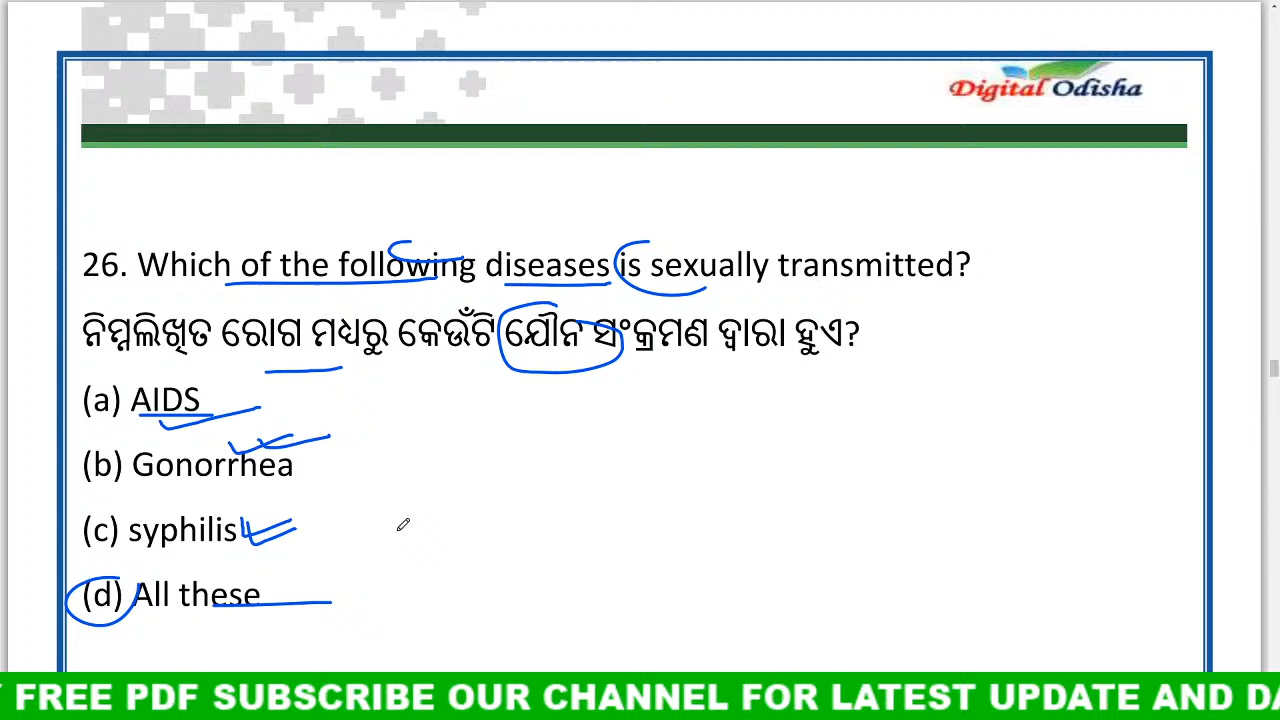 Digital Odisha
26. Which of the following diseases is sexually transmitted?
ନିମ୍ନଲିଖିତ ରୋଗ ମଧ୍ୟରୁ କେଉଁଟି ଯୌନ ସଂକ୍ରମଣ ଦ୍ୱାରା ହୁଏ?
(a) AIDS
(b) Gonorrhea
(c) syphilis
(d) All these
FREE PDF SUBSCRIBE OUR CHANNEL FOR LATEST UPDATE AND